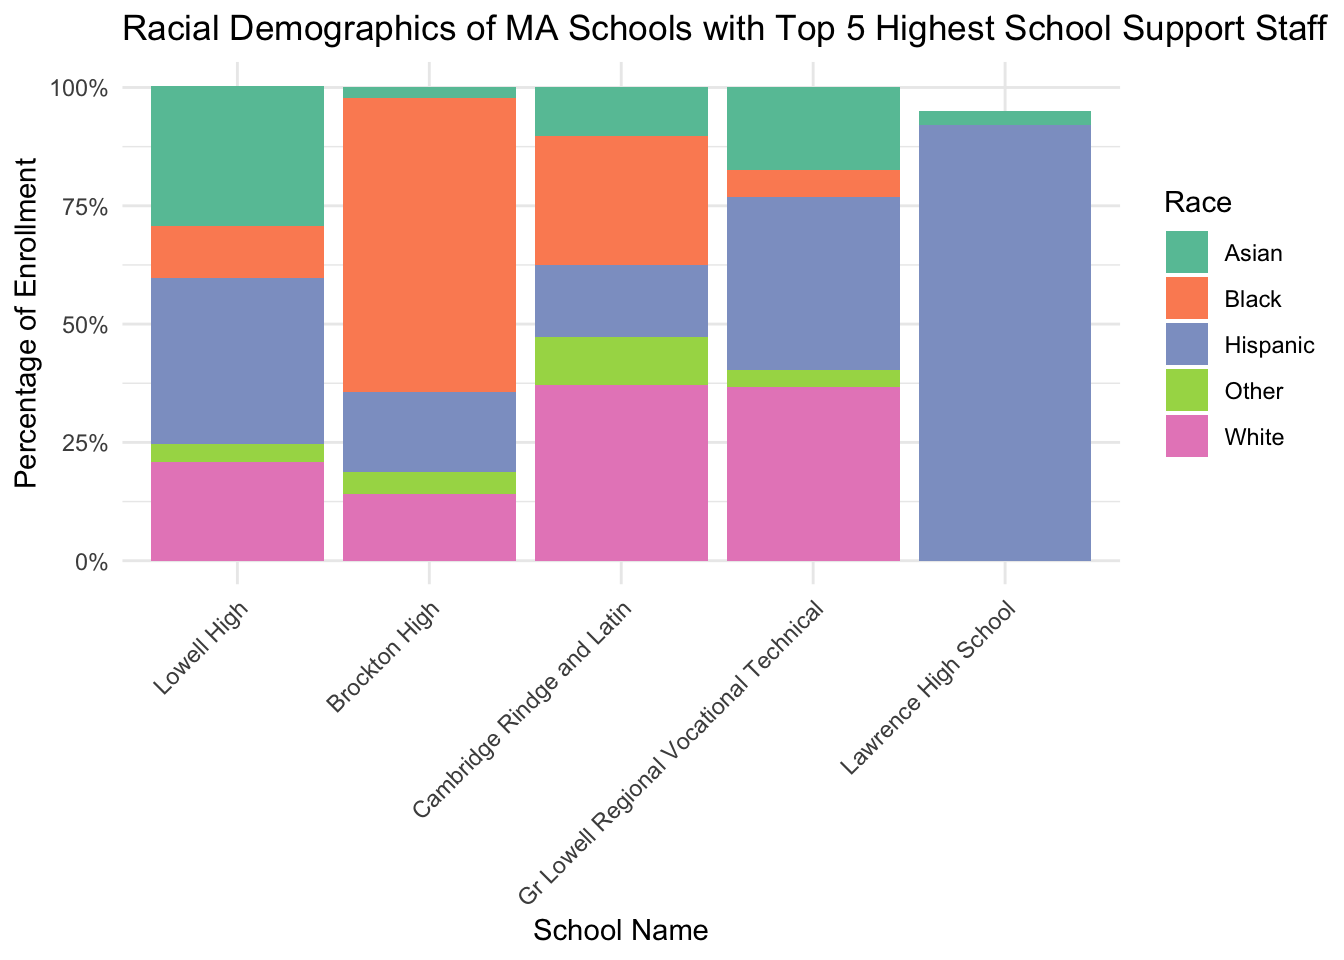 Racial Demographics of MA Schools with Top 5 Highest School Support Staff
Percentage of Enrollment
100%
75%
50%
25%
0%
Lowell High
Brockton High
Cambridge Rindge and Latin
Gr Lowell Regional Vocational Technical
Lawrence High School
School Name
Race
Asian
Black
Hispanic
Other
White